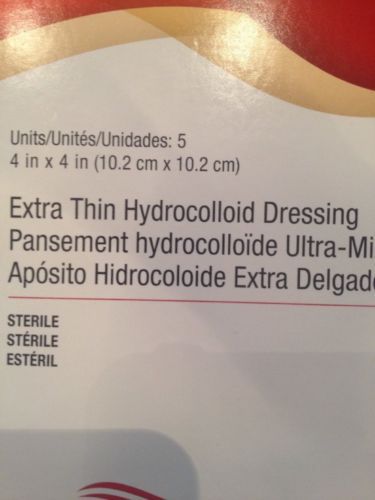 Units/Unités/Unidades: 5
4 in x 4 in (10.2 cm x 10.2 cm)
Extra Thin Hydrocolloid Dressing
Pansement hydrocolloïde Ultra-Mi
Apósito Hidrocoloide Extra Delgad
STERILE
STÉRILE
ESTÉRIL